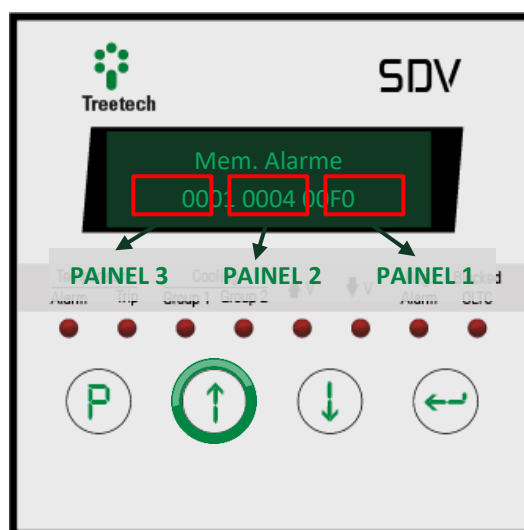 Treetech
SDV
Mem. Alarme
0001 0004 00F0
PAINEL 3 PAINEL 2 PAINEL 1
Alarm Trip Group 1 Group 2 V V Alarm OLTC
P